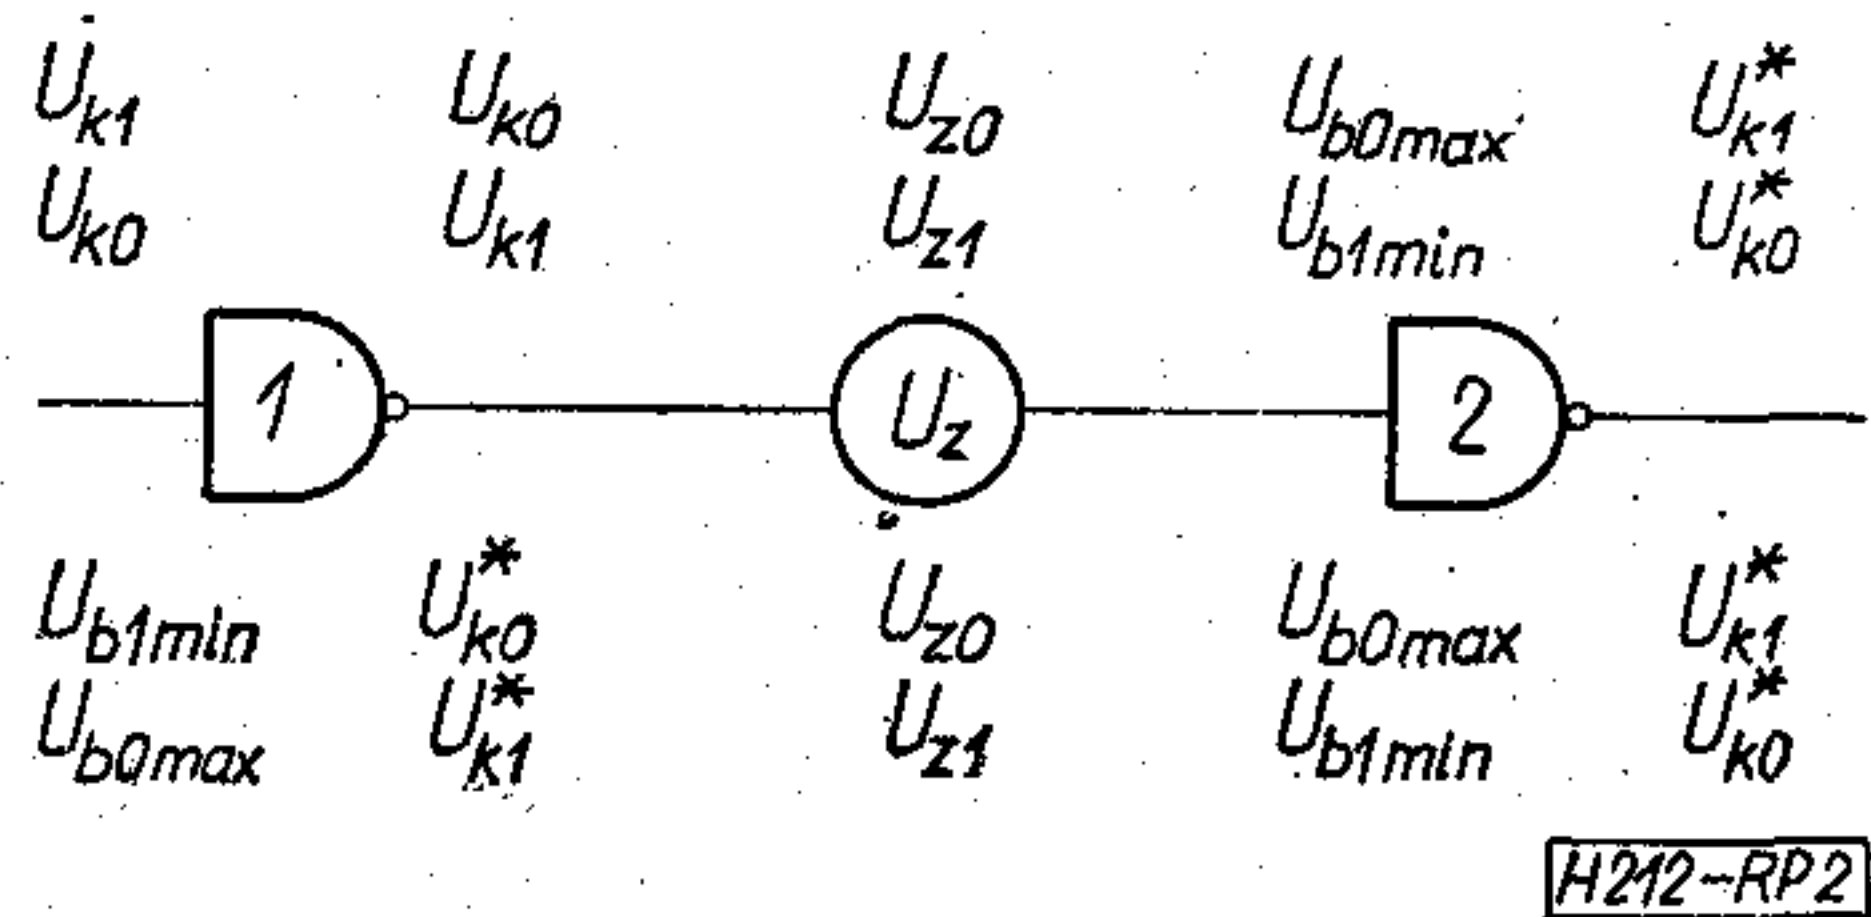 U_k1 U_k0 U_z0 U_b0max U*_k1
U_k0 U_k1 U_z1 U_b1min U*_k0
1 U_z 2
U_b1min U*_k0 U_z0 U_b0max U*_k1
U_b0max U*_k1 U_z1 U_b1min U*_k0
H212-RP2